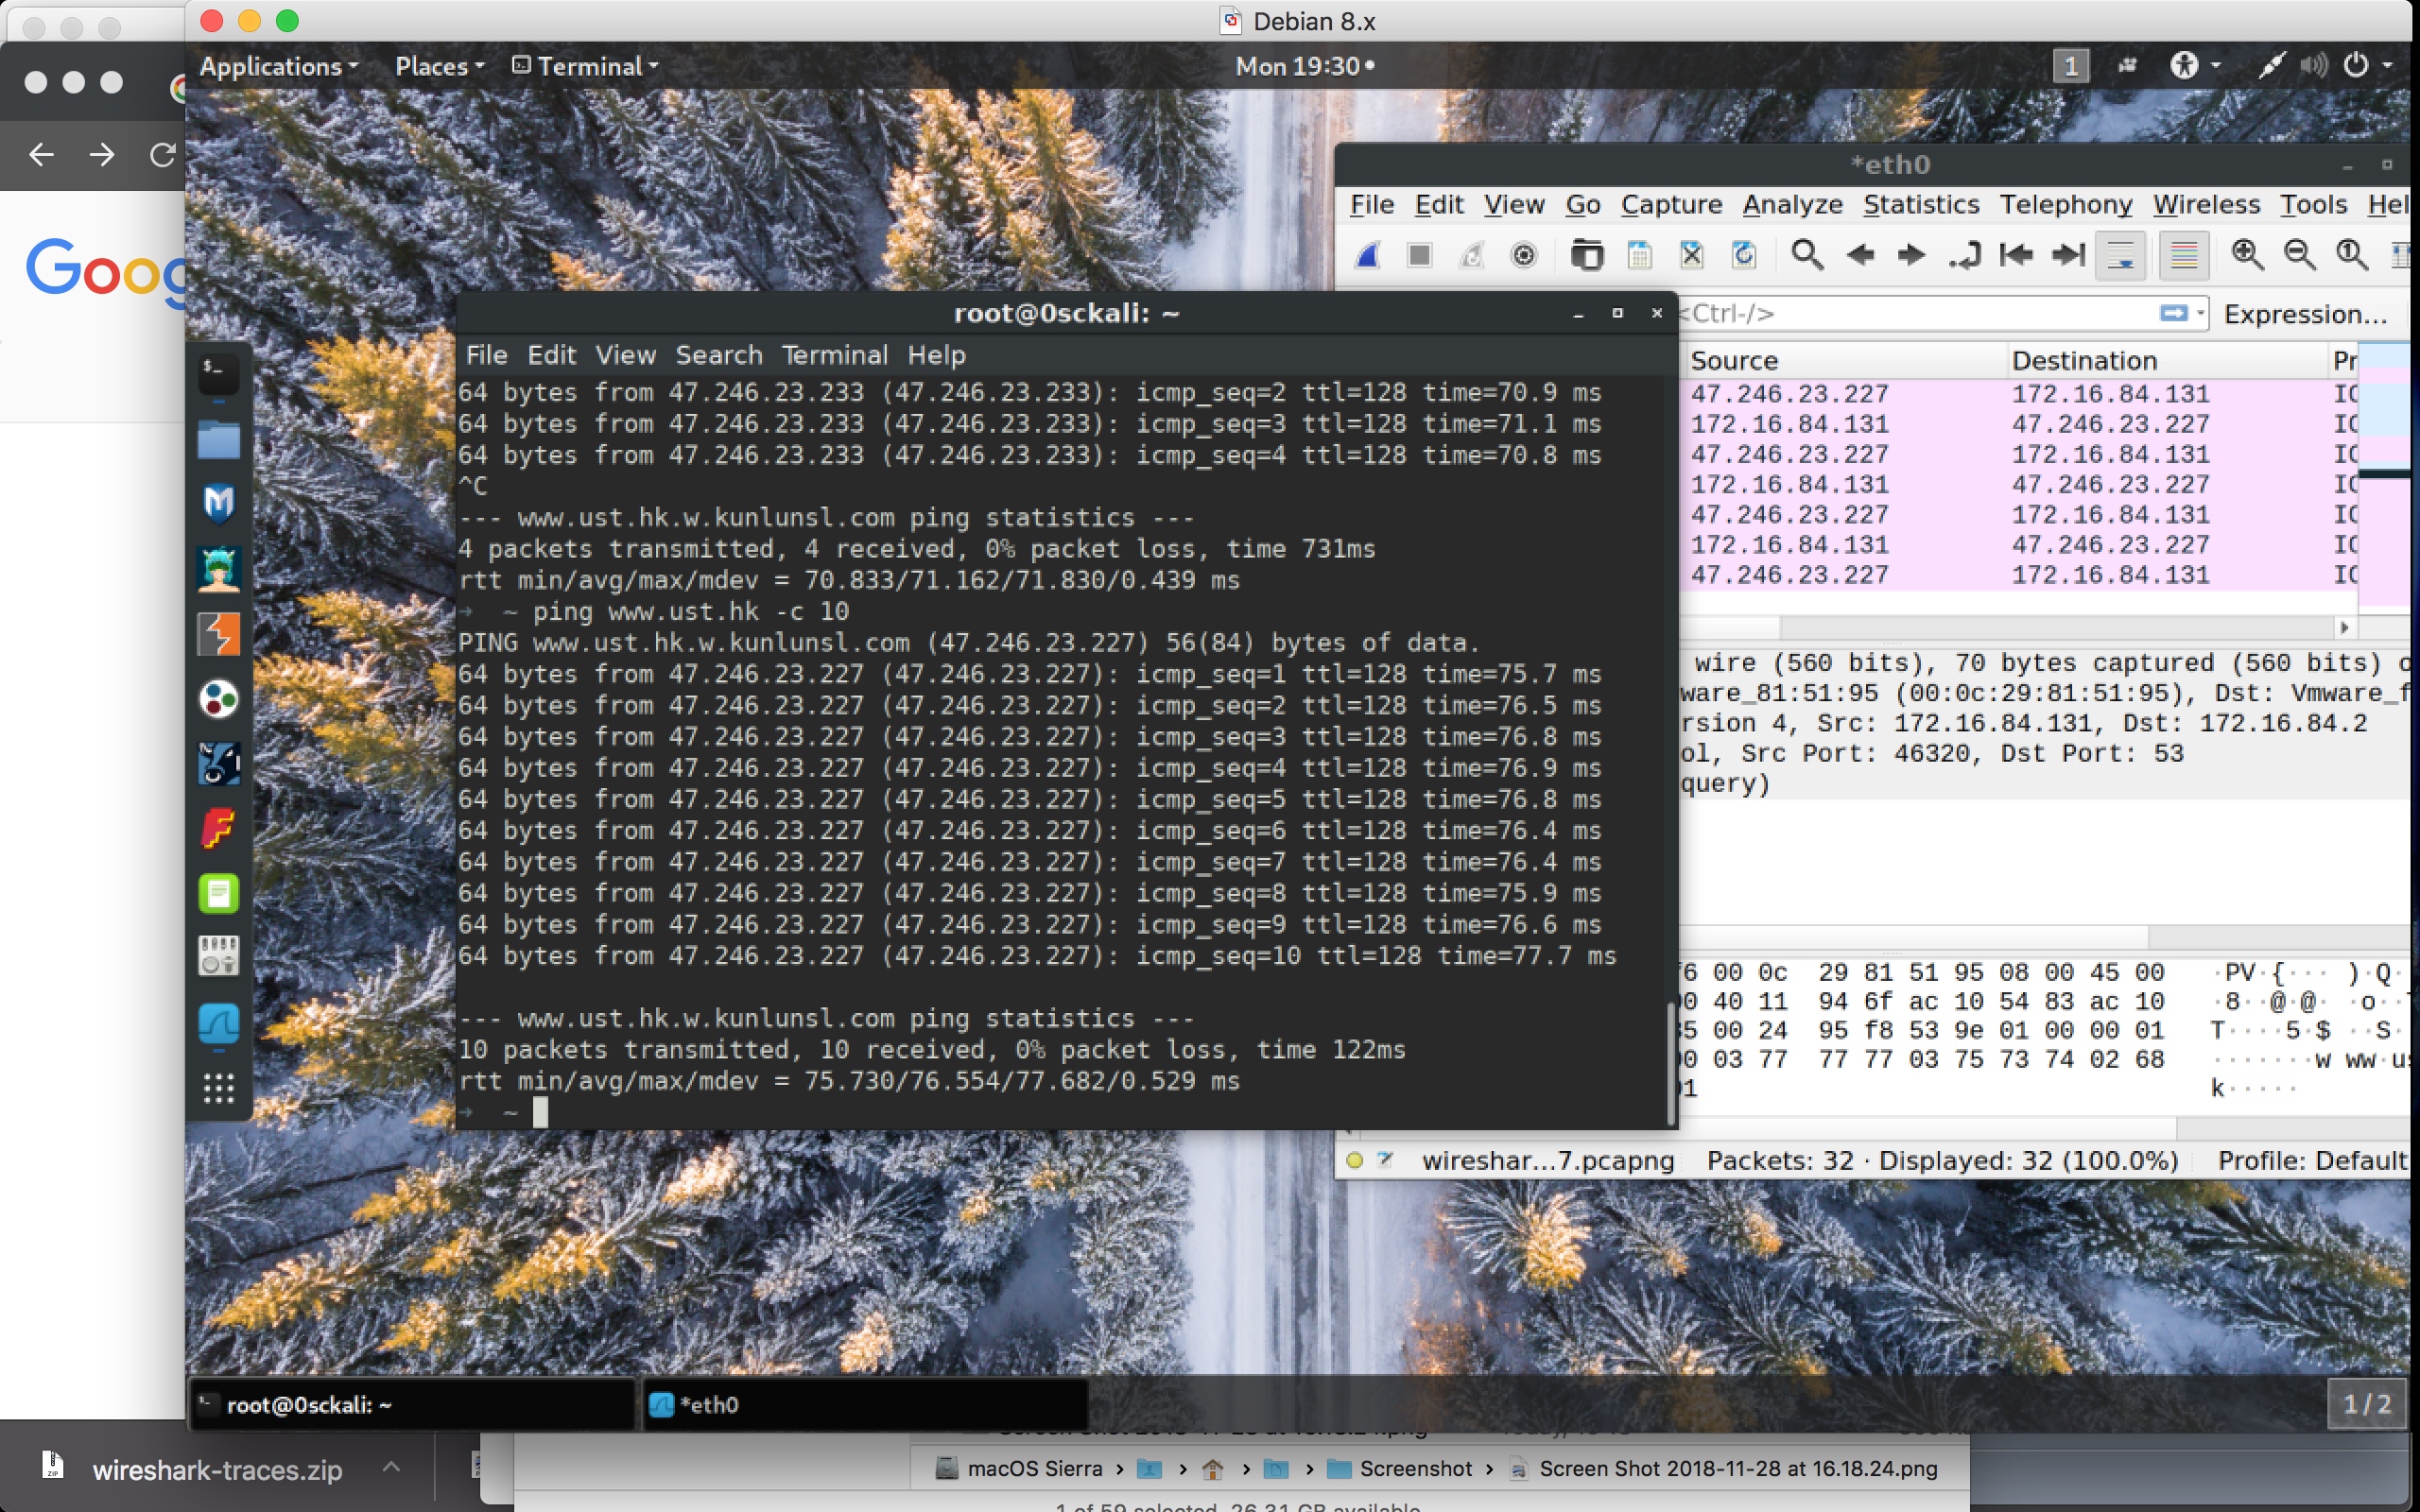 Debian 8.x
Applications Places Terminal Mon 19:30 1
Goog
*eth0
File Edit View Go Capture Analyze Statistics Telephony Wireless Tools Hel
<Ctrl-/> Expression...
Source Destination Pr
47.246.23.227 172.16.84.131
172.16.84.131 47.246.23.227
47.246.23.227 172.16.84.131
172.16.84.131 47.246.23.227
47.246.23.227 172.16.84.131
172.16.84.131 47.246.23.227
47.246.23.227 172.16.84.131
wire (560 bits), 70 bytes captured (560 bits) o
ware_81:51:95 (00:0c:29:81:51:95), Dst: Vmware_f
rsion 4, Src: 172.16.84.131, Dst: 172.16.84.2
ol, Src Port: 46320, Dst Port: 53
query)
f6 00 0c 29 81 51 95 08 00 45 00 ·PV·{··· )·Q·
00 40 11 94 6f ac 10 54 83 ac 10 ·8··@·@· ·o··
35 00 24 95 f8 53 9e 01 00 00 01 T····5·$ ··S·
00 03 77 77 77 03 75 73 74 02 68 ·······w ww·us
01 k·····
wireshar...7.pcapng Packets: 32 · Displayed: 32 (100.0%) Profile: Default
root@0sckali: ~
File Edit View Search Terminal Help
64 bytes from 47.246.23.233 (47.246.23.233): icmp_seq=2 ttl=128 time=70.9 ms
64 bytes from 47.246.23.233 (47.246.23.233): icmp_seq=3 ttl=128 time=71.1 ms
64 bytes from 47.246.23.233 (47.246.23.233): icmp_seq=4 ttl=128 time=70.8 ms
^C
--- www.ust.hk.w.kunlunsl.com ping statistics ---
4 packets transmitted, 4 received, 0% packet loss, time 731ms
rtt min/avg/max/mdev = 70.833/71.162/71.830/0.439 ms
→ ~ ping www.ust.hk -c 10
PING www.ust.hk.w.kunlunsl.com (47.246.23.227) 56(84) bytes of data.
64 bytes from 47.246.23.227 (47.246.23.227): icmp_seq=1 ttl=128 time=75.7 ms
64 bytes from 47.246.23.227 (47.246.23.227): icmp_seq=2 ttl=128 time=76.5 ms
64 bytes from 47.246.23.227 (47.246.23.227): icmp_seq=3 ttl=128 time=76.8 ms
64 bytes from 47.246.23.227 (47.246.23.227): icmp_seq=4 ttl=128 time=76.9 ms
64 bytes from 47.246.23.227 (47.246.23.227): icmp_seq=5 ttl=128 time=76.8 ms
64 bytes from 47.246.23.227 (47.246.23.227): icmp_seq=6 ttl=128 time=76.4 ms
64 bytes from 47.246.23.227 (47.246.23.227): icmp_seq=7 ttl=128 time=76.4 ms
64 bytes from 47.246.23.227 (47.246.23.227): icmp_seq=8 ttl=128 time=75.9 ms
64 bytes from 47.246.23.227 (47.246.23.227): icmp_seq=9 ttl=128 time=76.6 ms
64 bytes from 47.246.23.227 (47.246.23.227): icmp_seq=10 ttl=128 time=77.7 ms
--- www.ust.hk.w.kunlunsl.com ping statistics ---
10 packets transmitted, 10 received, 0% packet loss, time 122ms
rtt min/avg/max/mdev = 75.730/76.554/77.682/0.529 ms
→ ~
root@0sckali: ~ *eth0 1 / 2
wireshark-traces.zip
macOS Sierra › › › › Screenshot › Screen Shot 2018-11-28 at 16.18.24.png
1 of 59 selected, 26.31 GB available